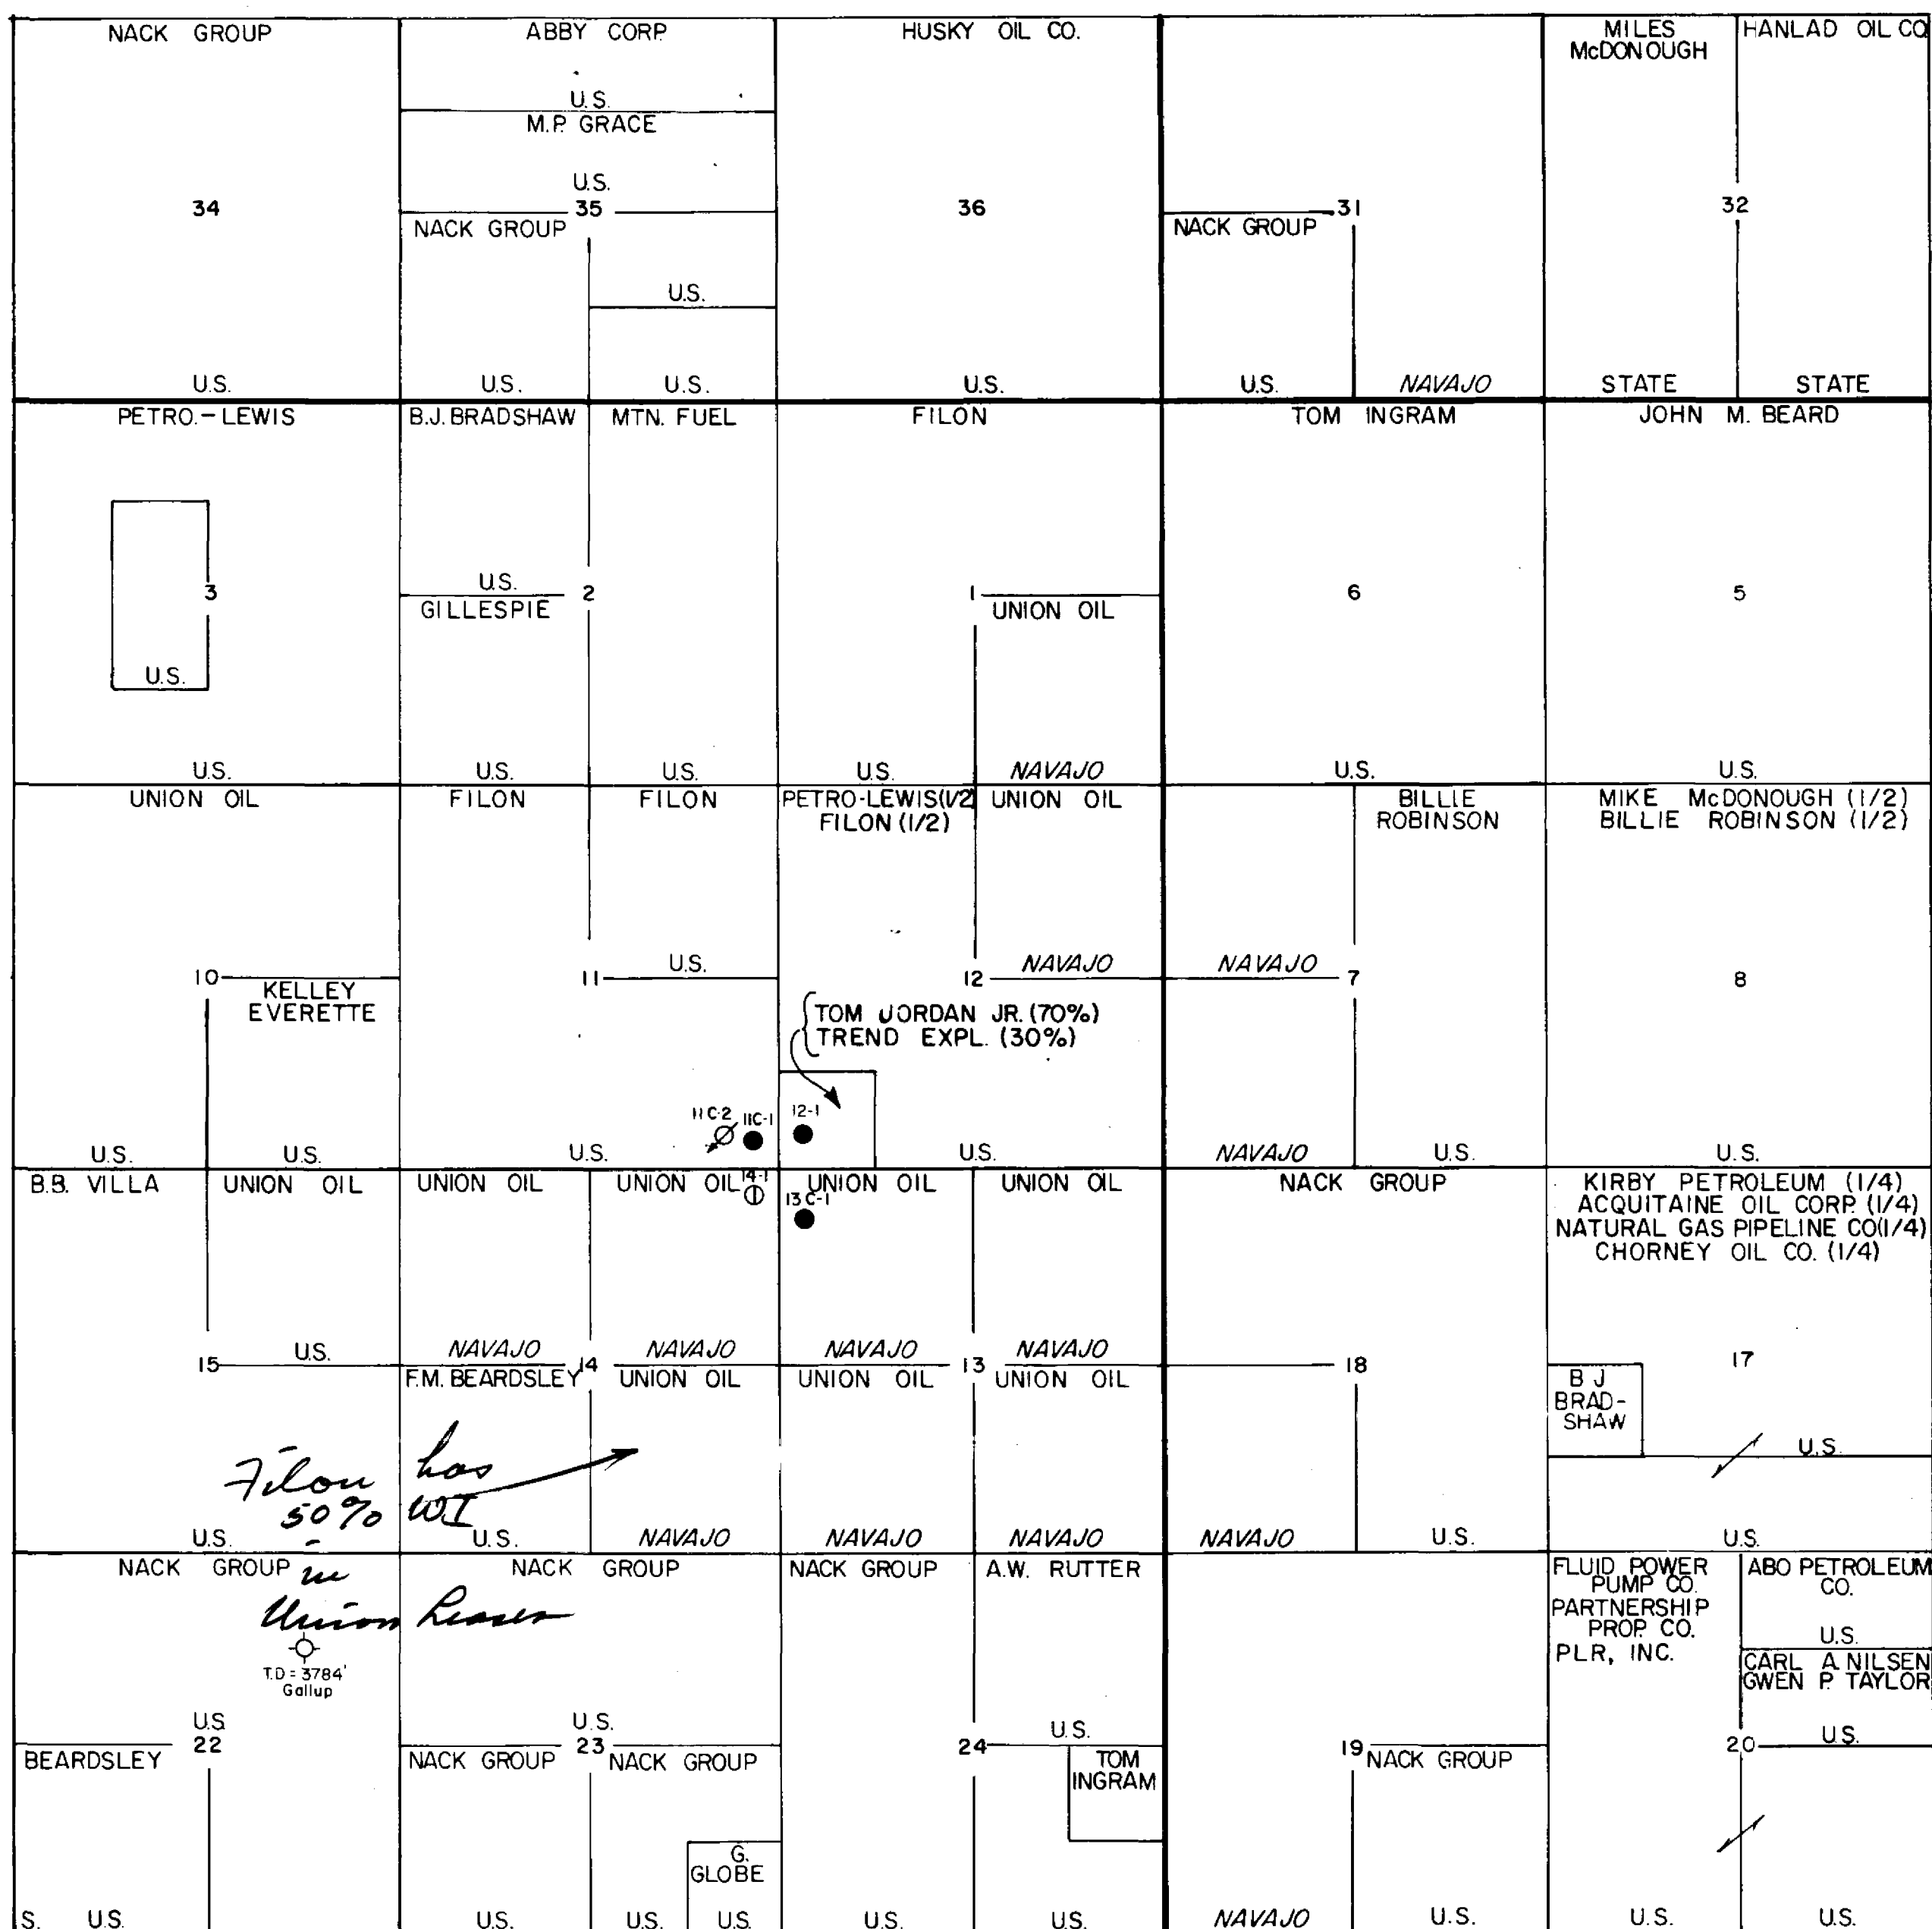 NACK GROUP
34
U.S.
ABBY CORP.
U.S.
M.P. GRACE
U.S.
35
NACK GROUP
U.S.
U.S.
U.S.
HUSKY OIL CO.
36
U.S.
31
NACK GROUP
U.S.
NAVAJO
MILES
McDONOUGH
HANLAD OIL CO
32
STATE
STATE
PETRO.-LEWIS
3
U.S.
U.S.
B.J. BRADSHAW
MTN. FUEL
U.S.
2
GILLESPIE
U.S.
U.S.
FILON
1
UNION OIL
U.S.
NAVAJO
TOM INGRAM
6
U.S.
JOHN M. BEARD
5
U.S.
UNION OIL
10
KELLEY
EVERETTE
U.S.
U.S.
FILON
FILON
U.S.
11
11C-2
11C-1
U.S.
PETRO-LEWIS(1/2)
FILON (1/2)
UNION OIL
NAVAJO
12
TOM JORDAN JR. (70%)
TREND EXPL. (30%)
12-1
U.S.
BILLIE
ROBINSON
NAVAJO
7
NAVAJO
U.S.
MIKE McDONOUGH (1/2)
BILLIE ROBINSON (1/2)
8
U.S.
B.B. VILLA
UNION OIL
15
U.S.
U.S.
UNION OIL
UNION OIL
14-1
NAVAJO
NAVAJO
14
F.M. BEARDSLEY
UNION OIL
U.S.
NAVAJO
UNION OIL
UNION OIL
13C-1
NAVAJO
NAVAJO
13
UNION OIL
UNION OIL
NAVAJO
NAVAJO
NACK GROUP
18
NAVAJO
U.S.
KIRBY PETROLEUM (1/4)
ACQUITAINE OIL CORP. (1/4)
NATURAL GAS PIPELINE CO(1/4)
CHORNEY OIL CO. (1/4)
17
B J
BRAD-
SHAW
U.S.
U.S.
Filon has
50% WI
in
Union Leases
NACK GROUP
T.D = 3784'
Gallup
U.S
22
BEARDSLEY
S.
U.S.
NACK GROUP
U.S.
23
NACK GROUP
NACK GROUP
G.
GLOBE
U.S.
U.S.
U.S.
NACK GROUP
A.W. RUTTER
U.S.
24
TOM
INGRAM
U.S.
U.S.
19
NACK GROUP
NAVAJO
U.S.
FLUID POWER
PUMP CO.
PARTNERSHIP
PROP. CO.
PLR, INC.
ABO PETROLEUM
CO.
U.S.
CARL A. NILSEN
GWEN P. TAYLOR
U.S.
20
U.S.
U.S.